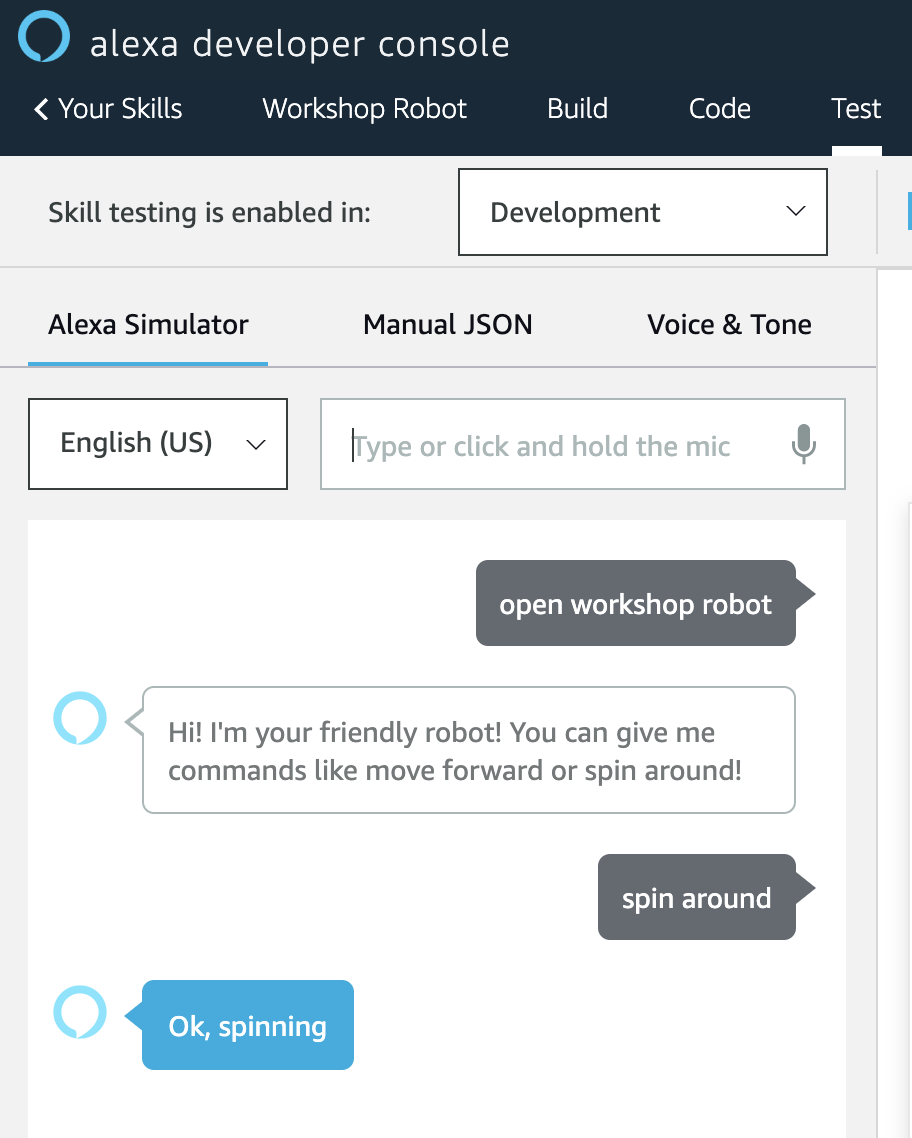 alexa developer console
Your Skills
Workshop Robot
Build
Code
Test
Skill testing is enabled in:
Development
Alexa Simulator
Manual JSON
Voice & Tone
English (US)
Type or click and hold the mic
open workshop robot
Hi! I'm your friendly robot! You can give me
commands like move forward or spin around!
spin around
Ok, spinning